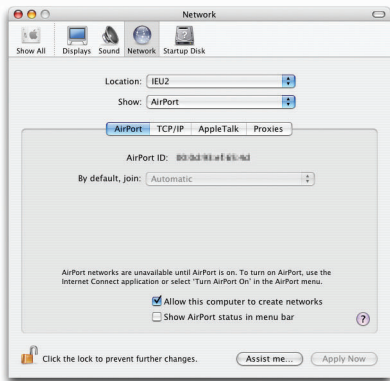 Network
Show All
Displays
Sound
Network
Startup Disk
Location:
IEU2
Show:
AirPort
AirPort
TCP/IP
AppleTalk
Proxies
AirPort ID:
By default, join:
Automatic
AirPort networks are unavailable until AirPort is on. To turn on AirPort, use the
Internet Connect application or select 'Turn AirPort On' in the AirPort menu.
Allow this computer to create networks
Show AirPort status in menu bar
?
Click the lock to prevent further changes.
Assist me...
Apply Now